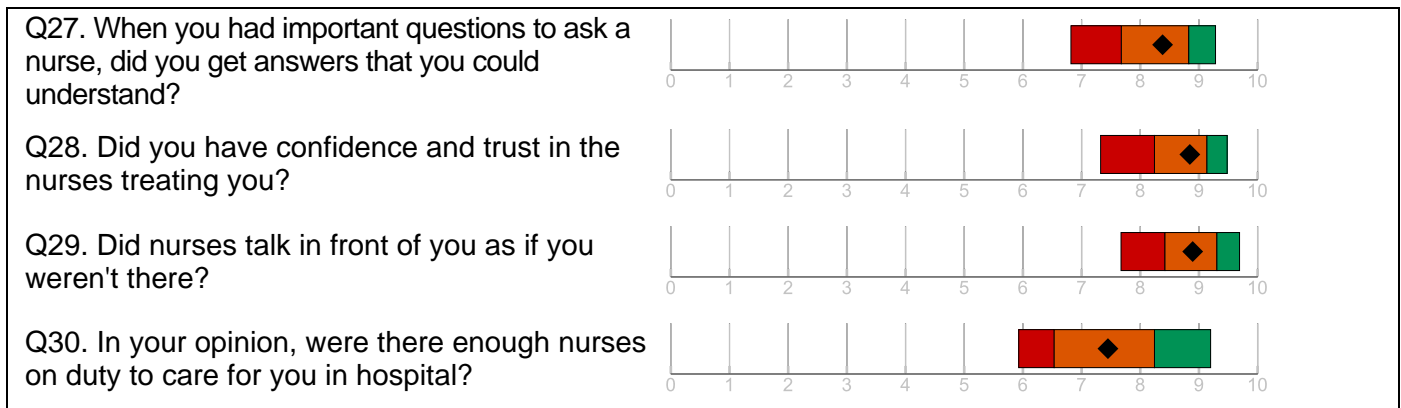 Q27. When you had important questions to ask a
nurse, did you get answers that you could
understand?
0 1 2 3 4 5 6 7 8 9 10
Q28. Did you have confidence and trust in the
nurses treating you?
0 1 2 3 4 5 6 7 8 9 10
Q29. Did nurses talk in front of you as if you
weren't there?
0 1 2 3 4 5 6 7 8 9 10
Q30. In your opinion, were there enough nurses
on duty to care for you in hospital?
0 1 2 3 4 5 6 7 8 9 10